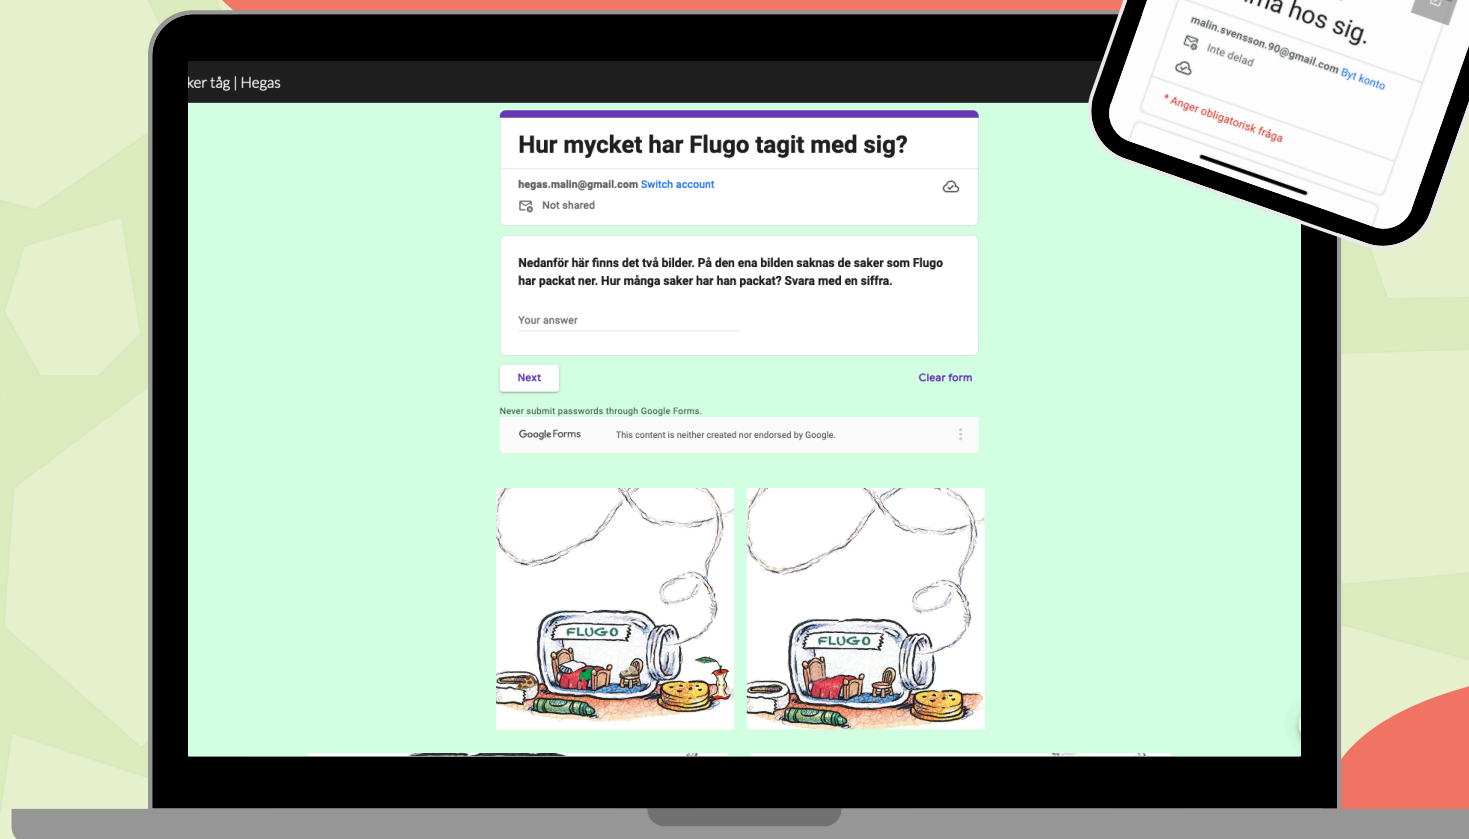 ker tåg | Hegas
Hur mycket har Flugo tagit med sig?
hegas.malin@gmail.com Switch account
Not shared
Nedanför här finns det två bilder. På den ena bilden saknas de saker som Flugo
har packat ner. Hur många saker har han packat? Svara med en siffra.
Your answer
Next
Clear form
Never submit passwords through Google Forms.
Google Forms
This content is neither created nor endorsed by Google.
FLUGO
FLUGO
hos sig.
malin.svensson.90@gmail.com Byt konto
Inte delad
* Anger obligatorisk fråga